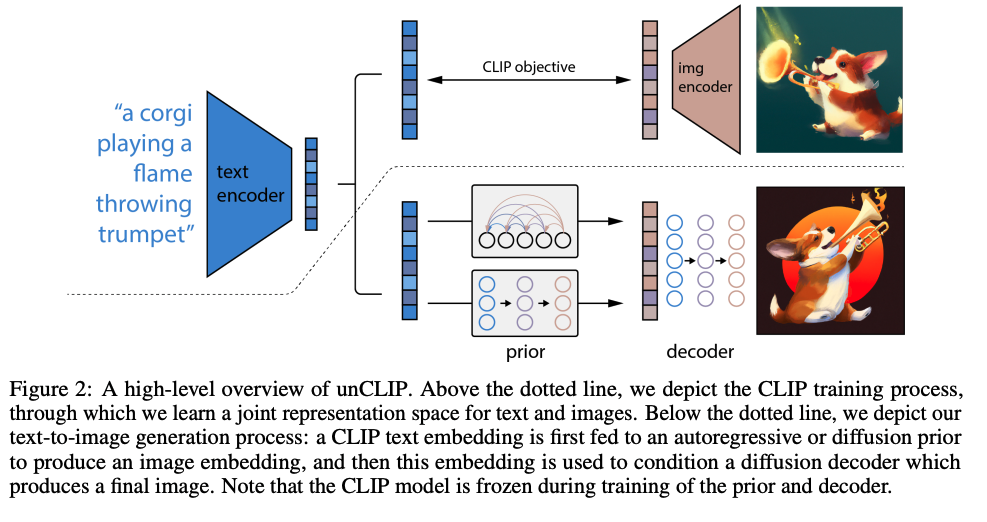 “a corgi
playing a
flame
throwing
trumpet”
text
encoder
CLIP objective
img
encoder
prior
decoder
Figure 2: A high-level overview of unCLIP. Above the dotted line, we depict the CLIP training process,
through which we learn a joint representation space for text and images. Below the dotted line, we depict our
text-to-image generation process: a CLIP text embedding is first fed to an autoregressive or diffusion prior
to produce an image embedding, and then this embedding is used to condition a diffusion decoder which
produces a final image. Note that the CLIP model is frozen during training of the prior and decoder.